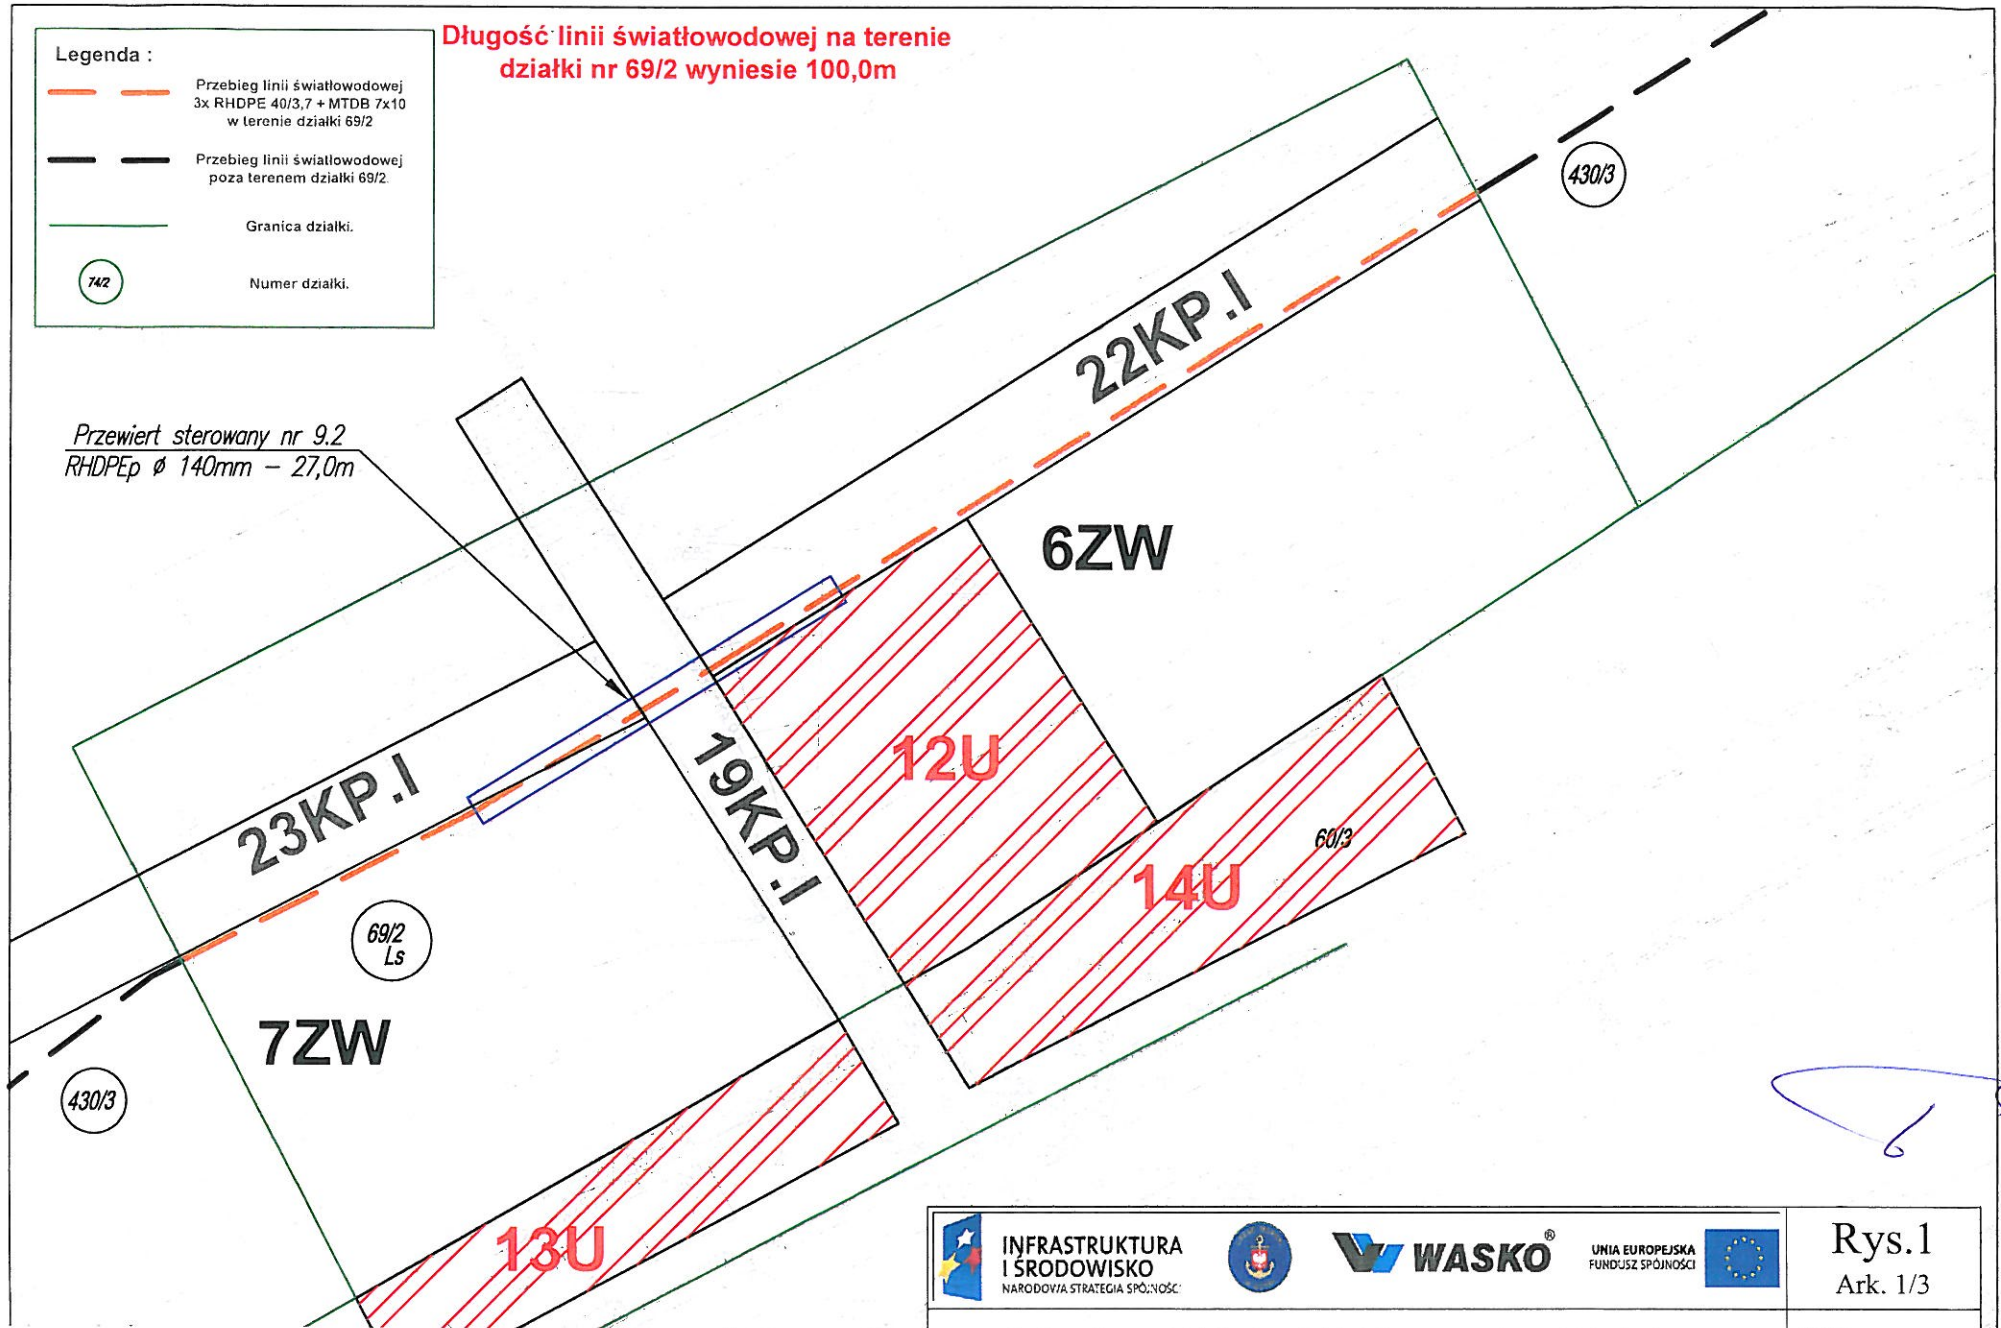 Legenda :
Przebieg linii światłowodowej
3x RHDPE 40/3,7 + MTDB 7x10
w terenie działki 69/2
Przebieg linii światłowodowej
poza terenem działki 69/2.
Granica działki.
74/2
Numer działki.
Długość linii światłowodowej na terenie
działki nr 69/2 wyniesie 100,0m
430/3
22KP.I
Przewiert sterowany nr 9.2
RHDPEp ø 140mm – 27,0m
6ZW
12U
19KP.I
23KP.I
60/3
14U
69/2
Ls
7ZW
430/3
13U
INFRASTRUKTURA
I ŚRODOWISKO
NARODOWA STRATEGIA SPÓJNOŚCI
WASKO®
UNIA EUROPEJSKA
FUNDUSZ SPÓJNOŚCI
Rys.1
Ark. 1/3